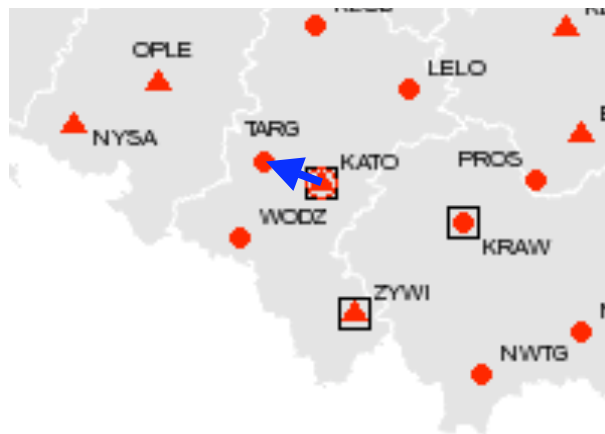 OPLE
LELO
NYSA
TARG
KATO
PROS
WODZ
KRAW
ZYWI
NWTG